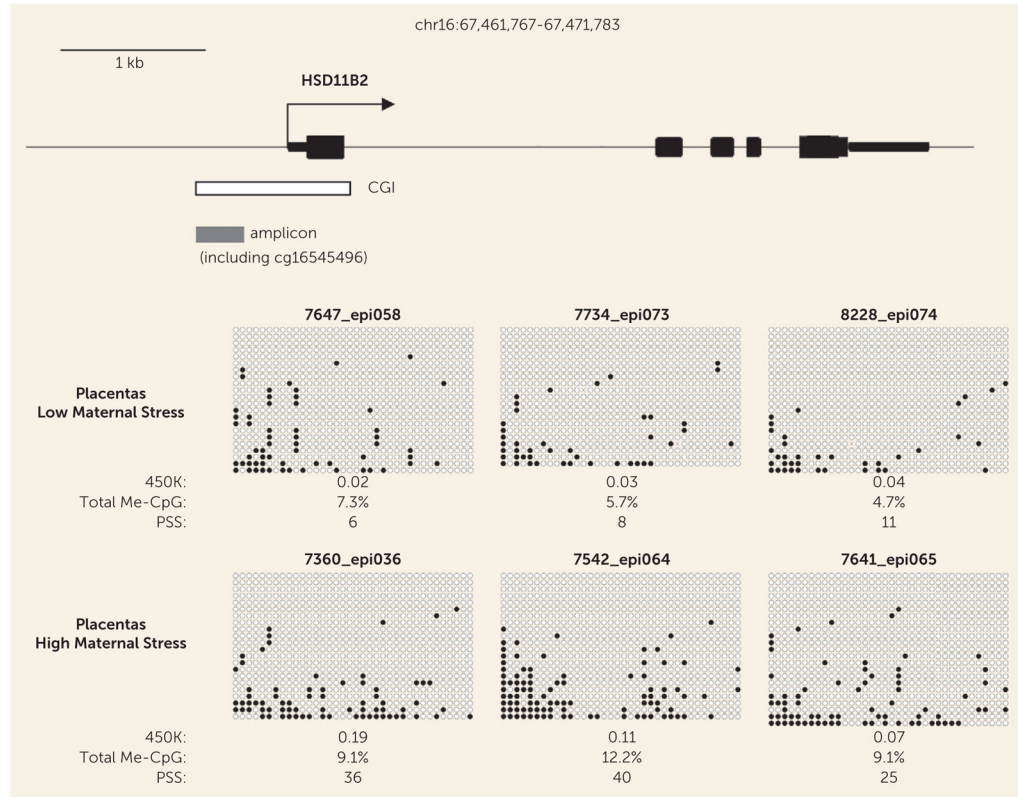 chr16:67,461,767-67,471,783
1 kb
HSD11B2
CGI
amplicon
(including cg16545496)
7647_epi058 7734_epi073 8228_epi074
Placentas
Low Maternal Stress
450K: 0.02 0.03 0.04
Total Me-CpG: 7.3% 5.7% 4.7%
PSS: 6 8 11
7360_epi036 7542_epi064 7641_epi065
Placentas
High Maternal Stress
450K: 0.19 0.11 0.07
Total Me-CpG: 9.1% 12.2% 9.1%
PSS: 36 40 25